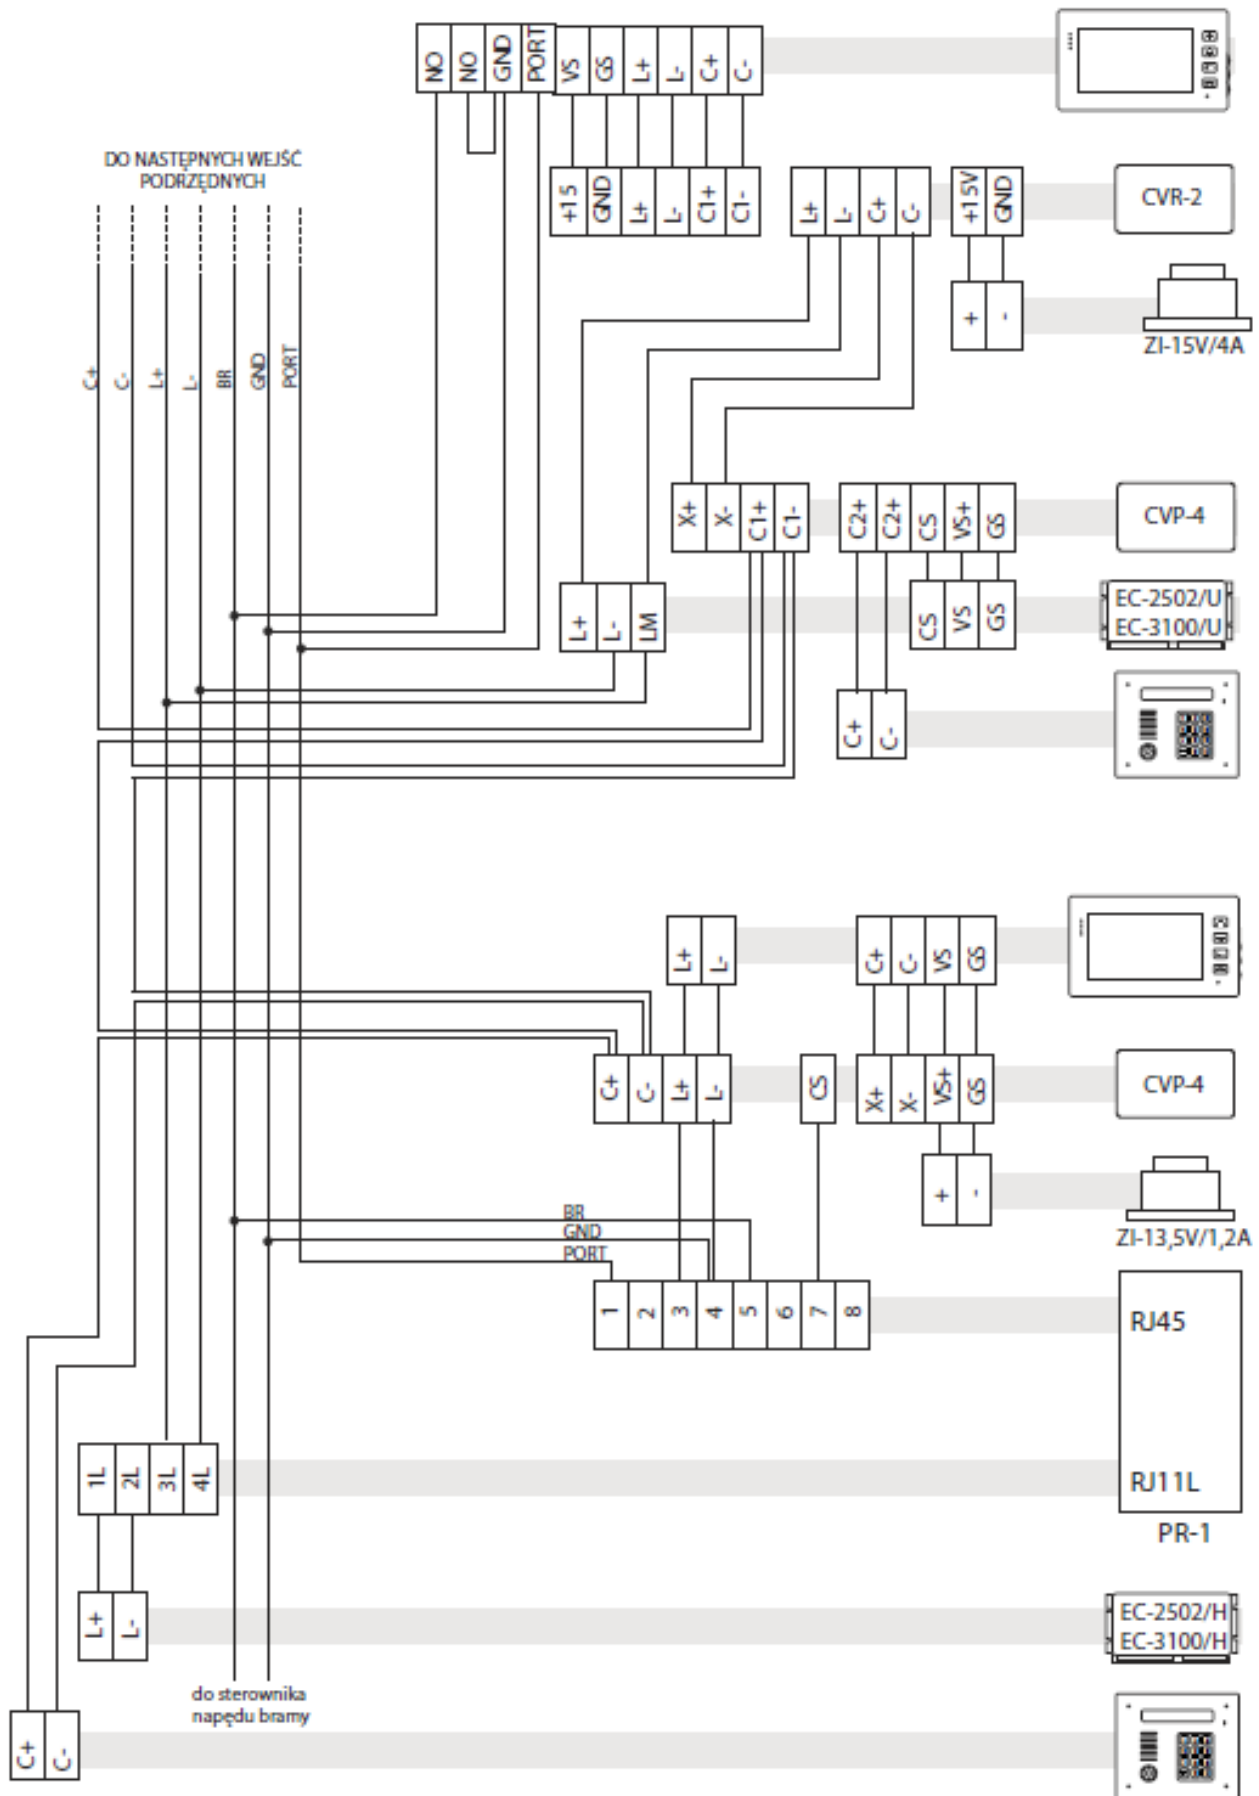 NO NO GND PORT VS GS L+ L- C+ C-
DO NASTĘPNYCH WEJŚĆ
PODRZĘDNYCH
+15 GND L+ L- C1+ C1-
L+ L- C+ C- +15V GND
CVR-2
+ -
ZI-15V/4A
C+ C- L+ L- BR GND PORT
X+ X- C1+ C1- C2+ C2+ CS VS+ GS
CVP-4
L+ L- LM CS VS GS
EC-2502/U
EC-3100/U
C+ C-
L+ L- C+ C- VS GS
C+ C- L+ L- CS X+ X- VS+ GS
CVP-4
+ -
BR
GND
PORT
ZI-13,5V/1,2A
1 2 3 4 5 6 7 8
RJ45
1L 2L 3L 4L
RJ11L
PR-1
L+ L-
EC-2502/H
EC-3100/H
do sterownika
napędu bramy
C+ C-